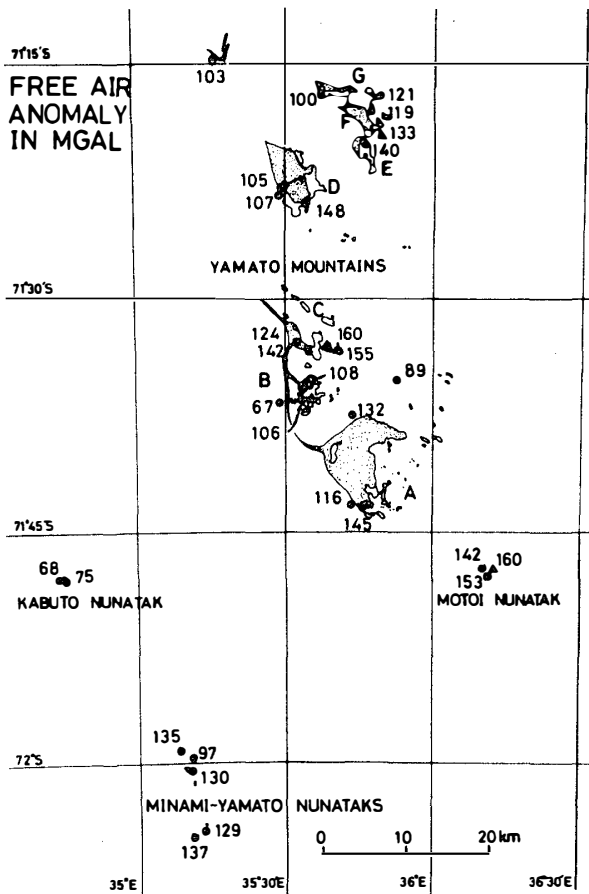 71°15'S
103
FREE AIR
ANOMALY
IN MGAL
G
100
121
F
119
133
140
E
105
D
107
148
YAMATO MOUNTAINS
71°30'S
C
124
160
142
155
108
89
B
67
132
106
A
116
145
71°45'S
142
160
68
75
153
KABUTO NUNATAK
MOTOI NUNATAK
135
97
72°S
130
MINAMI-YAMATO NUNATAKS
129
137
0 10 20 km
35°E
35°30'E
36°E
36°30'E